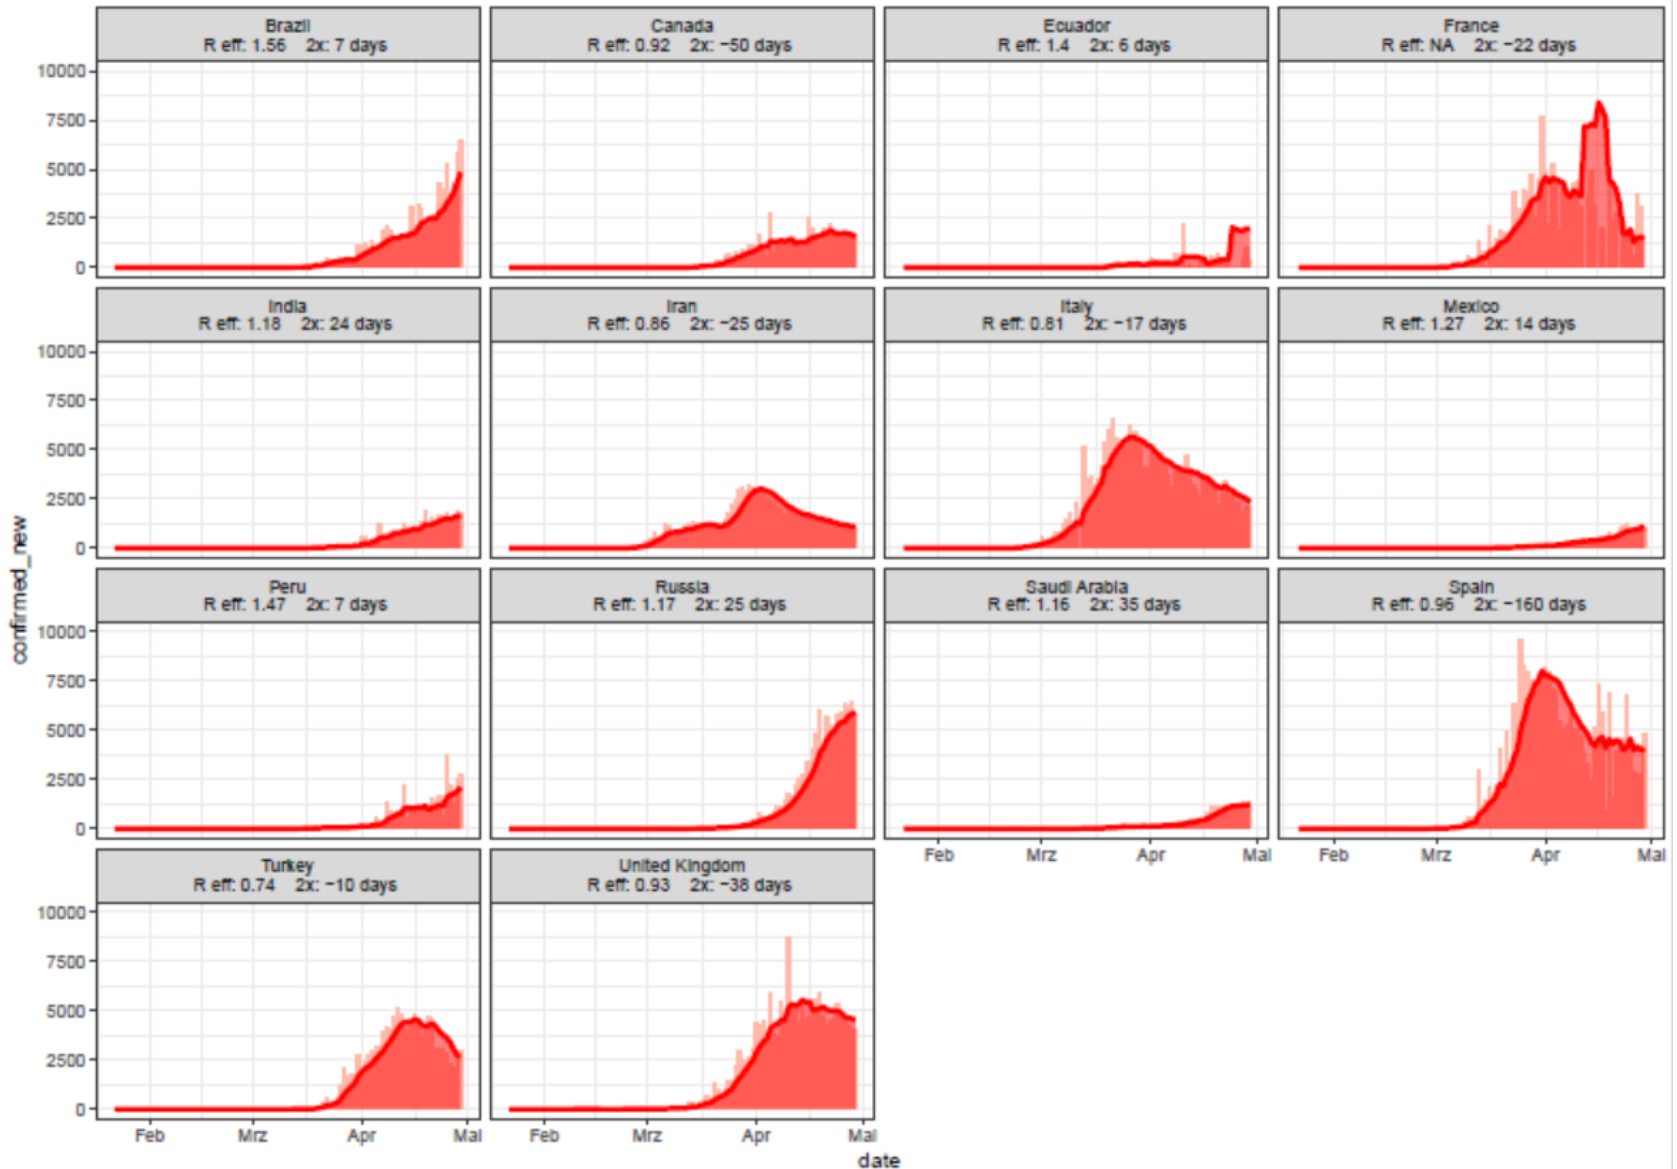 Brazil
R eff: 1.56 2x: 7 days
Canada
R eff: 0.92 2x: −50 days
Ecuador
R eff: 1.4 2x: 6 days
France
R eff: NA 2x: −22 days
10000
7500
5000
2500
0
India
R eff: 1.18 2x: 24 days
Iran
R eff: 0.86 2x: −25 days
Italy
R eff: 0.81 2x: −17 days
Mexico
R eff: 1.27 2x: 14 days
10000
7500
5000
2500
0
confirmed_new
Peru
R eff: 1.47 2x: 7 days
Russia
R eff: 1.17 2x: 25 days
Saudi Arabia
R eff: 1.16 2x: 35 days
Spain
R eff: 0.96 2x: −160 days
10000
7500
5000
2500
0
Feb Mrz Apr Mai
Feb Mrz Apr Mai
Turkey
R eff: 0.74 2x: −10 days
United Kingdom
R eff: 0.93 2x: −38 days
10000
7500
5000
2500
0
Feb Mrz Apr Mai
Feb Mrz Apr Mai
date